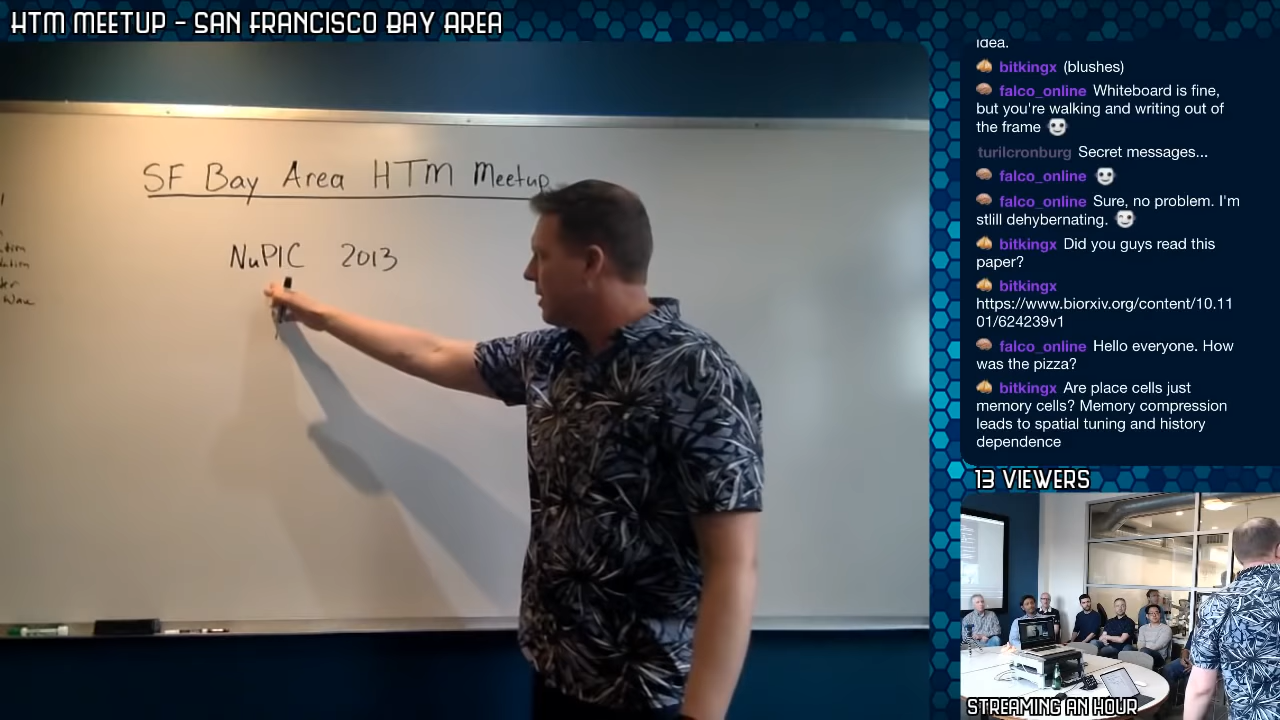 HTM MEETUP - SAN FRANCISCO BAY AREA
SF Bay Area HTM Meetup
NuPIC 2013
idea.
bitkingx (blushes)
falco_online Whiteboard is fine,
but you're walking and writing out of
the frame
turilcronburg Secret messages...
falco_online
falco_online Sure, no problem. I'm
stlill dehybernating.
bitkingx Did you guys read this
paper?
bitkingx
https://www.biorxiv.org/content/10.11
01/624239v1
falco_online Hello everyone. How
was the pizza?
bitkingx Are place cells just
memory cells? Memory compression
leads to spatial tuning and history
dependence
13 VIEWERS
STREAMING AN HOUR